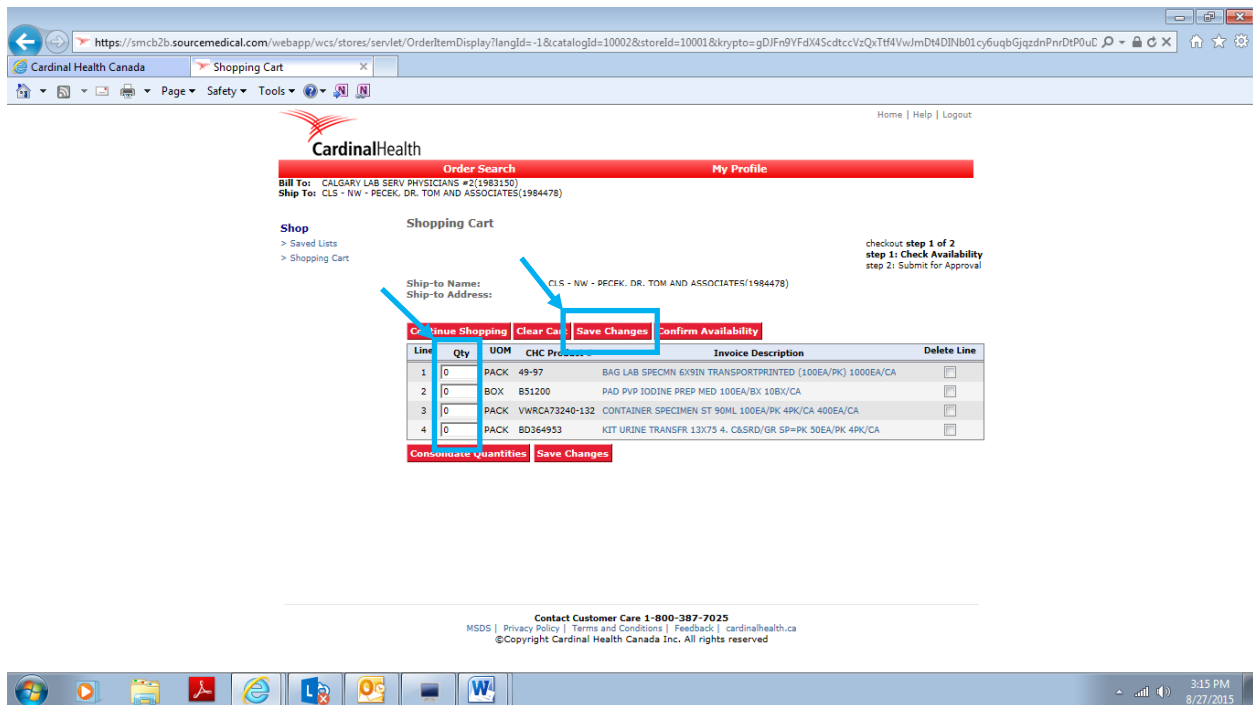 https://smcb2b.sourcemedical.com/webapp/wcs/stores/servlet/OrderItemDisplay?langId=-1&catalogId=10002&storeId=10001&krypto=gDJFn9YFdX4ScdtccVzQxTtf4VwJmDt4DINb01cy6uqbGjqzdnPnrDtP0uD
Cardinal Health Canada Shopping Cart
Page Safety Tools
Home | Help | Logout
CardinalHealth
Order Search My Profile
Bill To: CALGARY LAB SERV PHYSICIANS #2(1983150)
Ship To: CLS - NW - PECEK, DR. TOM AND ASSOCIATES(1984478)
Shop
> Saved Lists
> Shopping Cart
Shopping Cart
checkout step 1 of 2
step 1: Check Availability
step 2: Submit for Approval
Ship-to Name: CLS - NW - PECEK, DR. TOM AND ASSOCIATES(1984478)
Ship-to Address:
Continue Shopping Clear Cart Save Changes Confirm Availability
Line Qty UOM CHC Product # Invoice Description Delete Line
1 0 PACK 49-97 BAG LAB SPECMN 6X9IN TRANSPORTPRINTED (100EA/PK) 1000EA/CA
2 0 BOX B51200 PAD PVP IODINE PREP MED 100EA/BX 10BX/CA
3 0 PACK VWRCA73240-132 CONTAINER SPECIMEN ST 90ML 100EA/PK 4PK/CA 400EA/CA
4 0 PACK BD364953 KIT URINE TRANSFR 13X75 4. C&SRD/GR SP=PK 50EA/PK 4PK/CA
Consolidate Quantities Save Changes
Contact Customer Care 1-800-387-7025
MSDS | Privacy Policy | Terms and Conditions | Feedback | cardinalhealth.ca
©Copyright Cardinal Health Canada Inc. All rights reserved
3:15 PM
8/27/2015